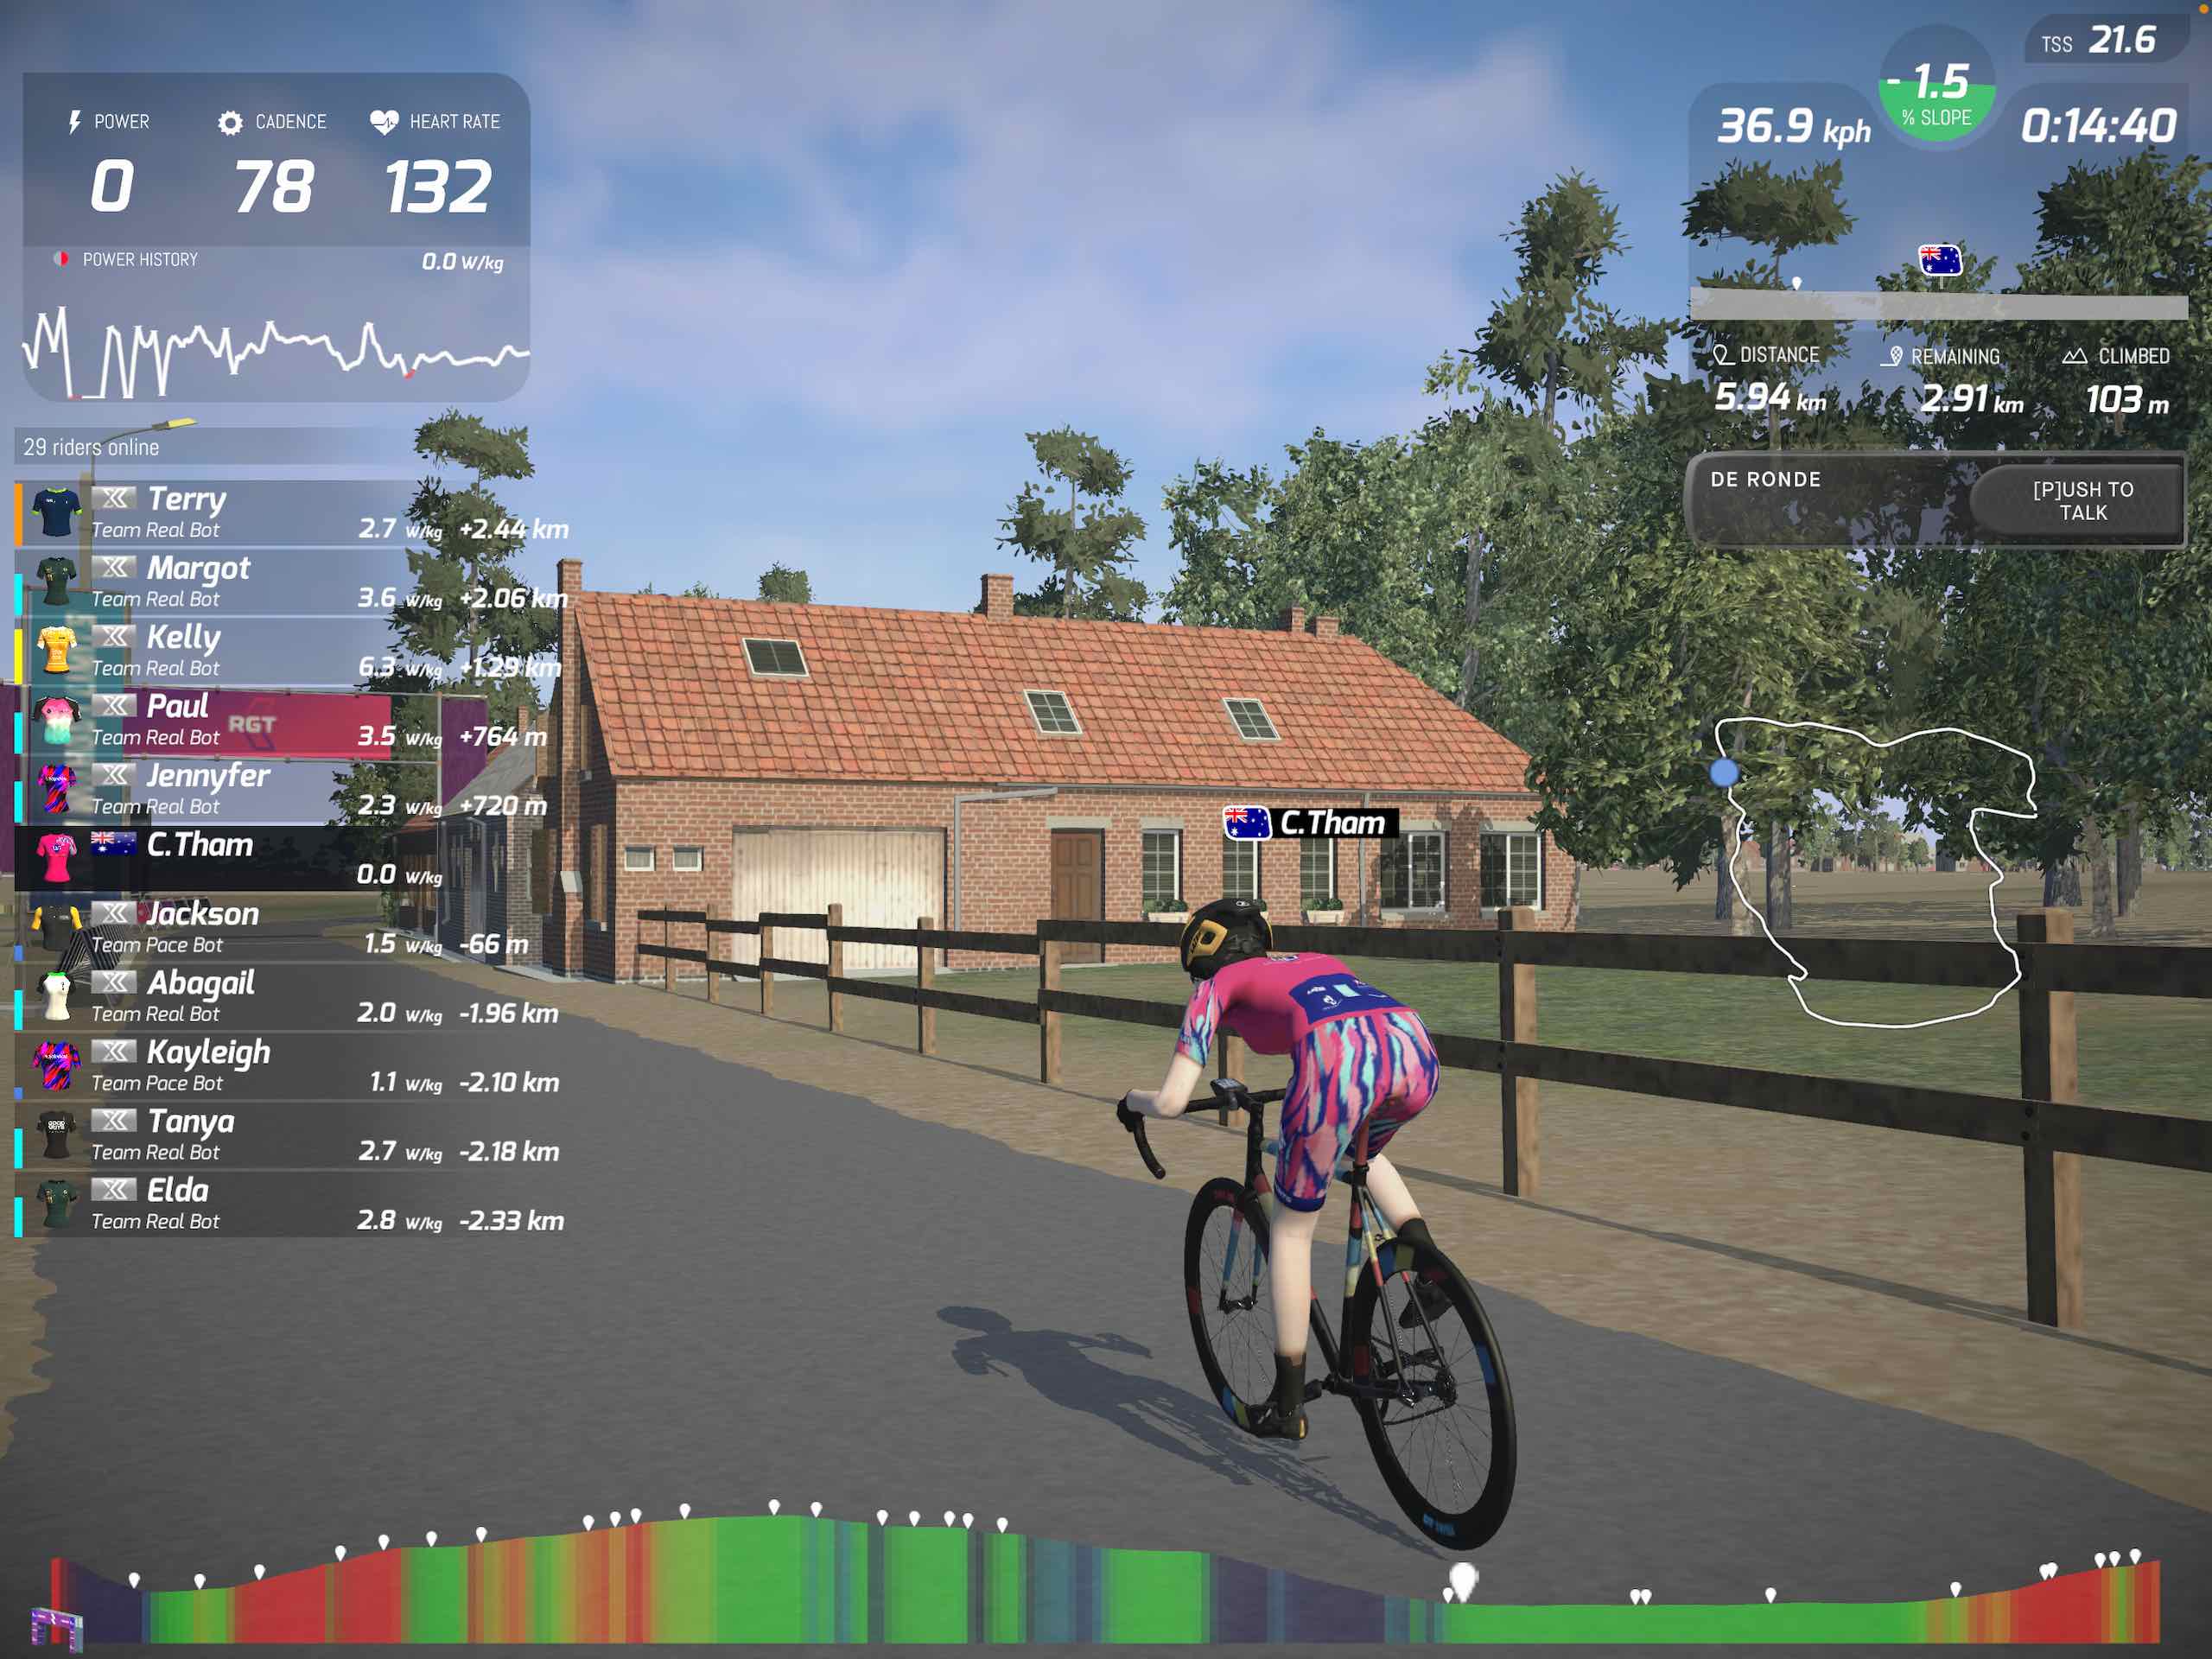 POWER CADENCE HEART RATE
0 78 132
POWER HISTORY 0.0 W/kg
29 riders online
Terry
Team Real Bot 2.7 W/kg +2.44 km
Margot
Team Real Bot 3.6 W/kg +2.06 km
Kelly
Team Real Bot 6.3 W/kg +1.29 km
Paul
Team Real Bot 3.5 W/kg +764 m
RGT
Jennyfer
Team Real Bot 2.3 W/kg +720 m
C.Tham
0.0 W/kg
Jackson
Team Pace Bot 1.5 W/kg -66 m
Abagail
Team Real Bot 2.0 W/kg -1.96 km
Kayleigh
Team Pace Bot 1.1 W/kg -2.10 km
Tanya
Team Real Bot 2.7 W/kg -2.18 km
Elda
Team Real Bot 2.8 W/kg -2.33 km
C.Tham
TSS 21.6
-1.5
% SLOPE
36.9 kph
0:14:40
DISTANCE REMAINING CLIMBED
5.94 km 2.91 km 103 m
DE RONDE
[P]USH TO
TALK